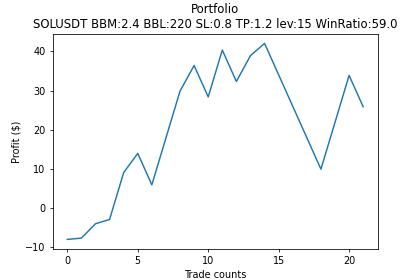 Portfolio
SOLUSDT BBM:2.4 BBL:220 SL:0.8 TP:1.2 lev:15 WinRatio:59.0
Profit ($)
40
30
20
10
0
−10
0 5 10 15 20
Trade counts